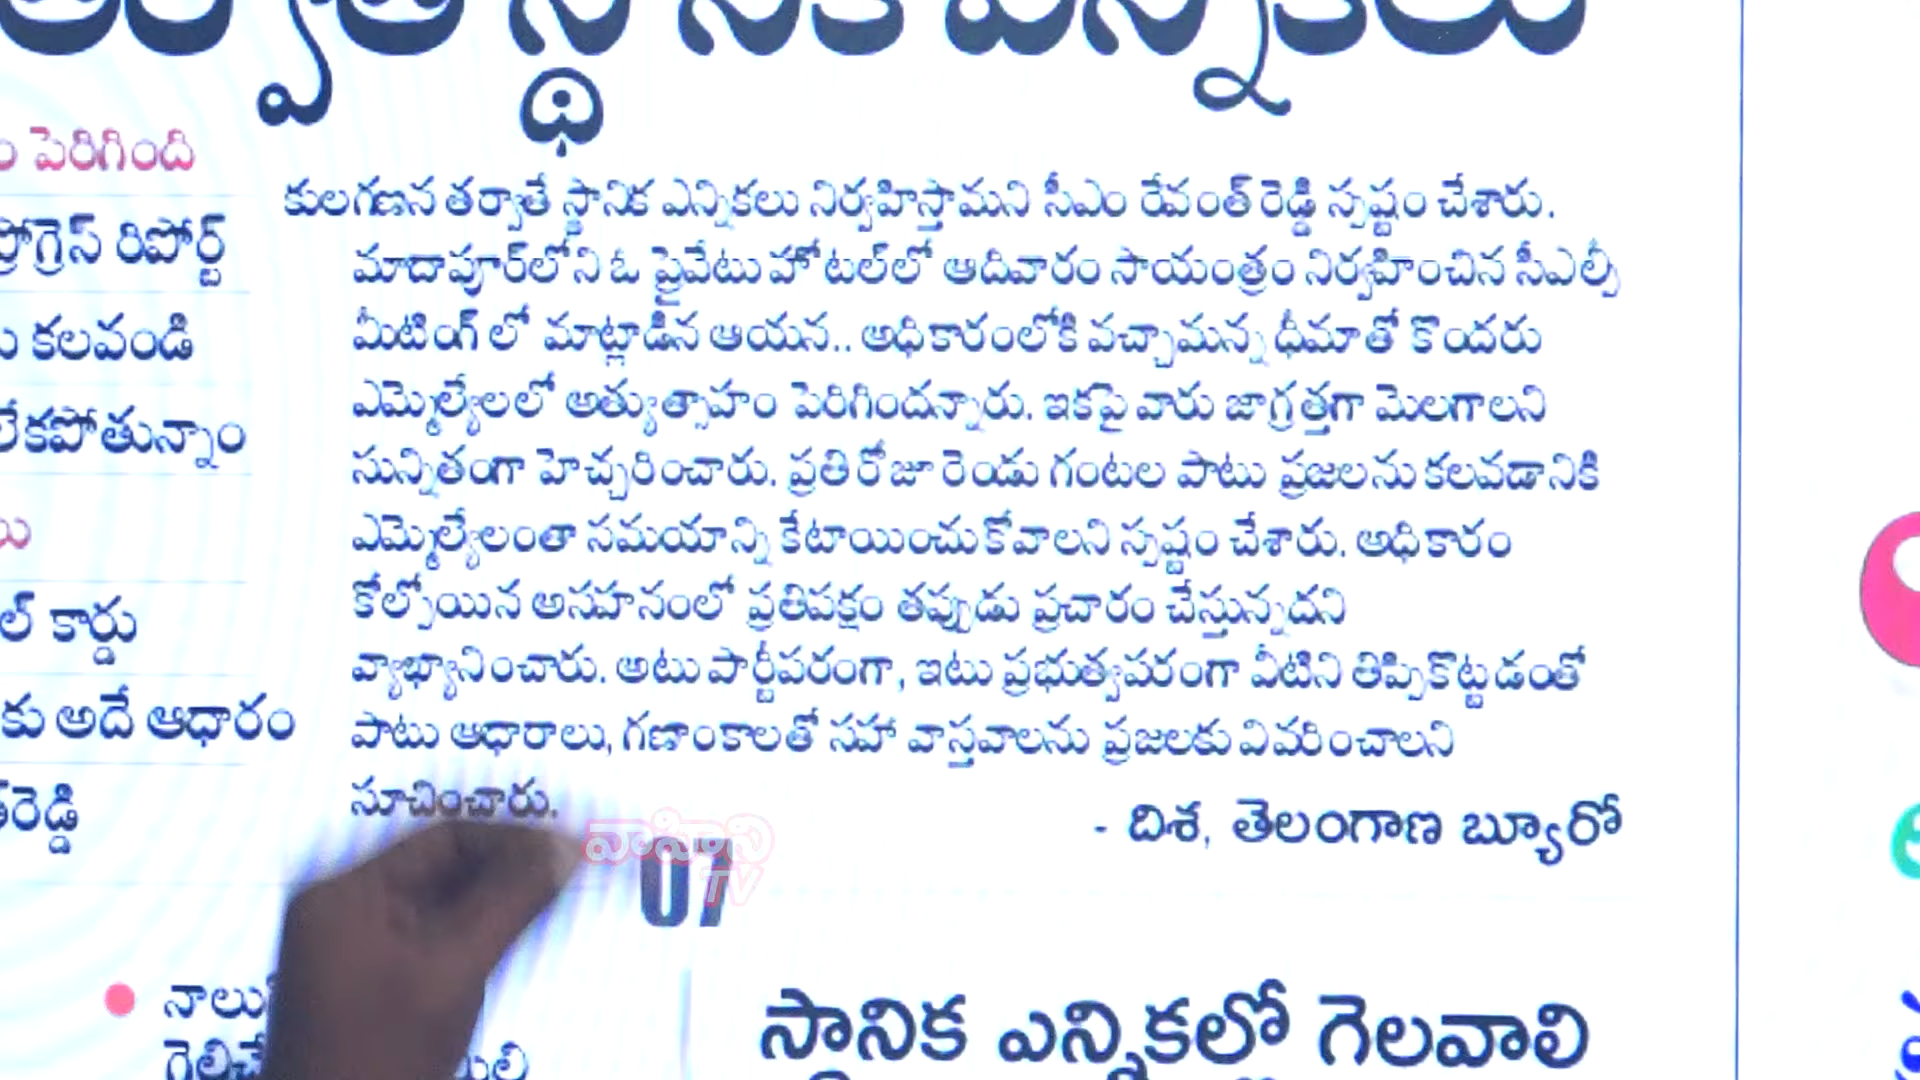 స్థానిక ఎన్నికలు
పెరిగింది
ప్రోగ్రెస్ రిపోర్ట్
కలవండి
లేకపోతున్నాం
కార్డు
కు అదే ఆధారం
కులగణన తర్వాతే స్థానిక ఎన్నికలు నిర్వహిస్తామని సీఎం రేవంత్ రెడ్డి స్పష్టం చేశారు.
మాదాపూర్‌లోని ఓ ప్రైవేటు హోటల్‌లో ఆదివారం సాయంత్రం నిర్వహించిన సీఎల్పీ
మీటింగ్ లో మాట్లాడిన ఆయన.. అధికారంలోకి వచ్చామన్న ధీమాతో కొందరు
ఎమ్మెల్యేలలో అత్యుత్సాహం పెరిగిందన్నారు. ఇకపై వారు జాగ్రత్తగా మెలగాలని
సున్నితంగా హెచ్చరించారు. ప్రతి రోజూ రెండు గంటల పాటు ప్రజలను కలవడానికి
ఎమ్మెల్యేలంతా సమయాన్ని కేటాయించుకోవాలని స్పష్టం చేశారు. అధికారం
కోల్పోయిన అసహనంలో ప్రతిపక్షం తప్పుడు ప్రచారం చేస్తున్నదని
వ్యాఖ్యానించారు. అటు పార్టీపరంగా, ఇటు ప్రభుత్వపరంగా వీటిని తిప్పికొట్టడంతో
పాటు ఆధారాలు, గణాంకాలతో సహా వాస్తవాలను ప్రజలకు వివరించాలని
సూచించారు.
- దిశ, తెలంగాణ బ్యూరో
వాహిని
TV
07
స్థానిక ఎన్నికల్లో గెలవాలి